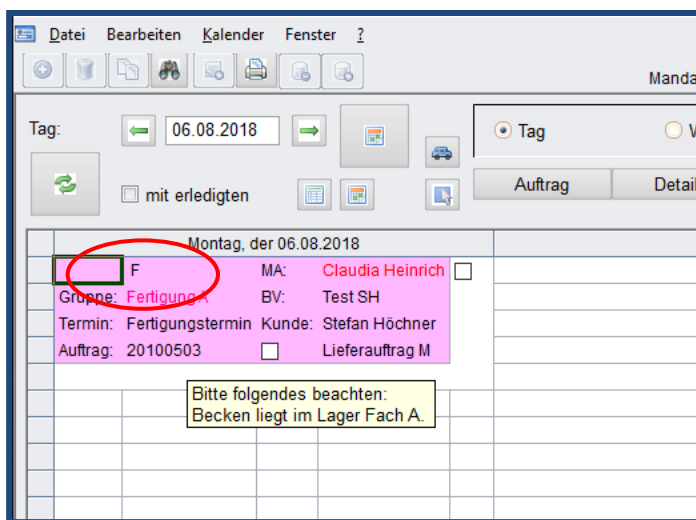 Datei Bearbeiten Kalender Fenster ?
Manda
Tag: 06.08.2018 Tag W
mit erledigten Auftrag Detail
Montag, der 06.08.2018
F MA: Claudia Heinrich
Gruppe: Fertigung A BV: Test SH
Termin: Fertigungstermin Kunde: Stefan Höchner
Auftrag: 20100503 Lieferauftrag M
Bitte folgendes beachten:
Becken liegt im Lager Fach A.